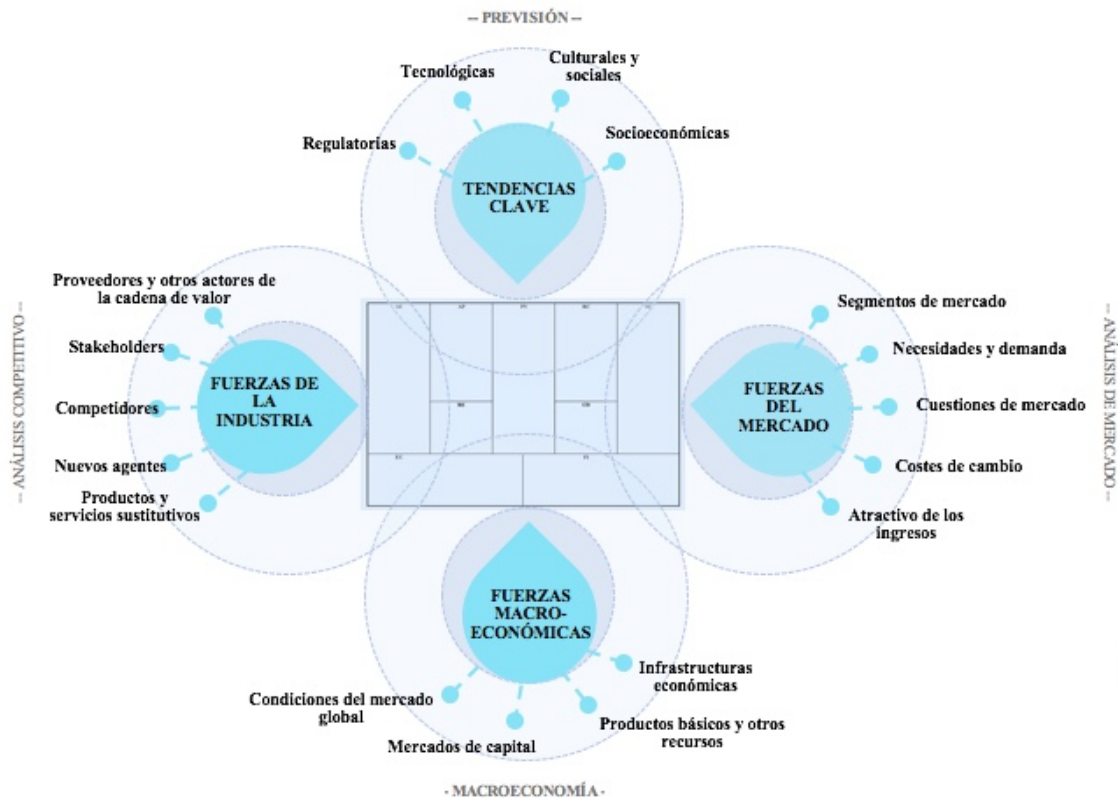 -- PREVISIÓN --
Tecnológicas
Culturales y
sociales
Regulatorias
Socioeconómicas
TENDENCIAS
CLAVE
-- ANÁLISIS COMPETITIVO --
Proveedores y otros actores de
la cadena de valor
Stakeholders
Competidores
Nuevos agentes
Productos y
servicios sustitutivos
FUERZAS DE
LA
INDUSTRIA
FUERZAS
DEL
MERCADO
Segmentos de mercado
Necesidades y demanda
Cuestiones de mercado
Costes de cambio
Atractivo de los
ingresos
-- ANÁLISIS DE MERCADO --
FUERZAS
MACRO-
ECONÓMICAS
Condiciones del mercado
global
Mercados de capital
Productos básicos y otros
recursos
Infrastructuras
económicas
- MACROECONOMÍA -